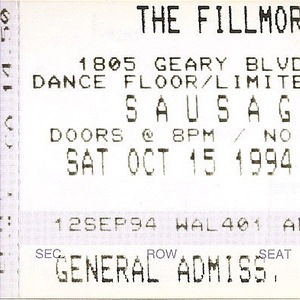 THE FILLMOR
1805 GEARY BLVD
DANCE FLOOR/LIMITE
SAUSAG
DOORS @ 8PM / NO
SAT OCT 15 1994
12SEP94 WAL401 A
SEC. ROW SEAT
GENERAL ADMISS.